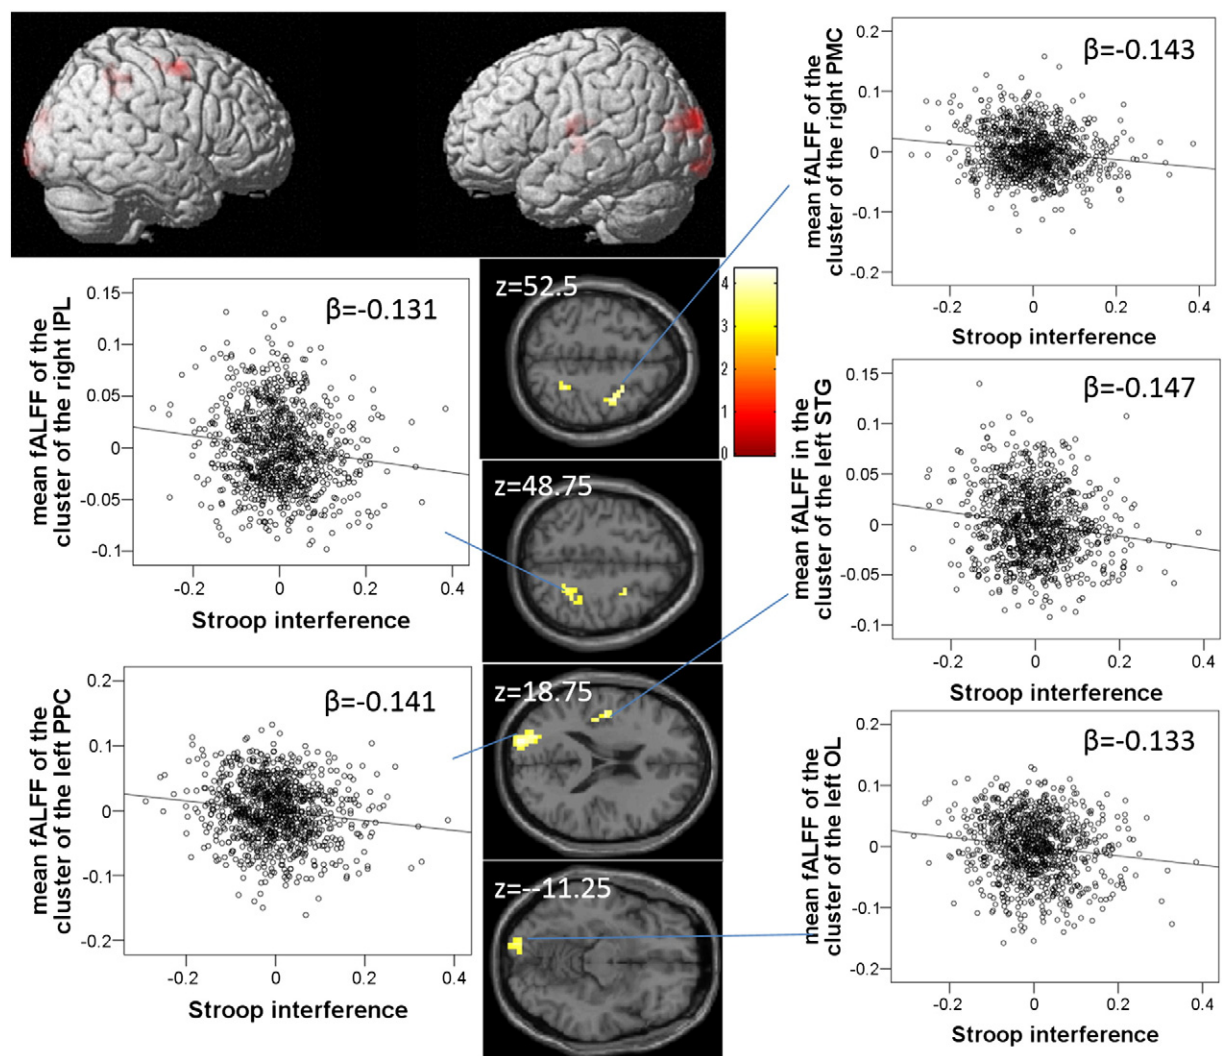 mean fALFF of the
cluster of the right PMC
0.2
0.1
0
-0.1
-0.2
β=-0.143
-0.2
0
0.2
0.4
Stroop interference
mean fALFF of the
cluster of the right IPL
0.15
0.1
0.05
0
-0.05
-0.1
β=-0.131
-0.2
0
0.2
0.4
Stroop interference
z=52.5
4
3
2
1
0
z=48.75
mean fALFF in the
cluster of the left STG
0.15
0.1
0.05
0
-0.05
-0.1
β=-0.147
-0.2
0
0.2
0.4
Stroop interference
mean fALFF of the
cluster of the left PPC
0.2
0.1
0
-0.1
-0.2
β=-0.141
-0.2
0
0.2
0.4
Stroop interference
z=18.75
z=--11.25
mean fALFF of the
cluster of the left OL
0.2
0.1
0
-0.1
-0.2
β=-0.133
-0.2
0
0.2
0.4
Stroop interference